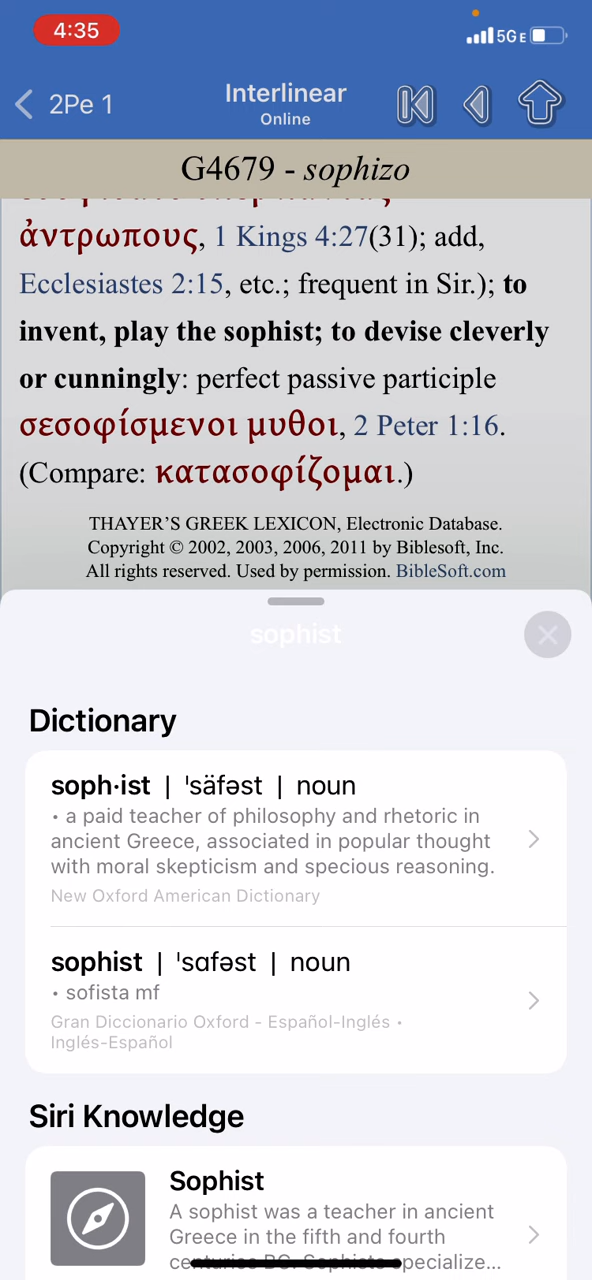 4:35
5G E
2Pe 1
Interlinear
Online
G4679 - sophizo
ἀντρωπους, 1 Kings 4:27(31); add,
Ecclesiastes 2:15, etc.; frequent in Sir.); to
invent, play the sophist; to devise cleverly
or cunningly: perfect passive participle
σεσοφίσμενοι μυθοι, 2 Peter 1:16.
(Compare: κατασοφίζομαι.)
THAYER'S GREEK LEXICON, Electronic Database.
Copyright © 2002, 2003, 2006, 2011 by Biblesoft, Inc.
All rights reserved. Used by permission. BibleSoft.com
sophist
Dictionary
soph·ist | ˈsäfəst | noun
• a paid teacher of philosophy and rhetoric in
ancient Greece, associated in popular thought
with moral skepticism and specious reasoning.
New Oxford American Dictionary
sophist | ˈsɑfəst | noun
• sofista mf
Gran Diccionario Oxford - Español-Inglés •
Inglés-Español
Siri Knowledge
Sophist
A sophist was a teacher in ancient
Greece in the fifth and fourth
centuries BC. Sophists specialize...